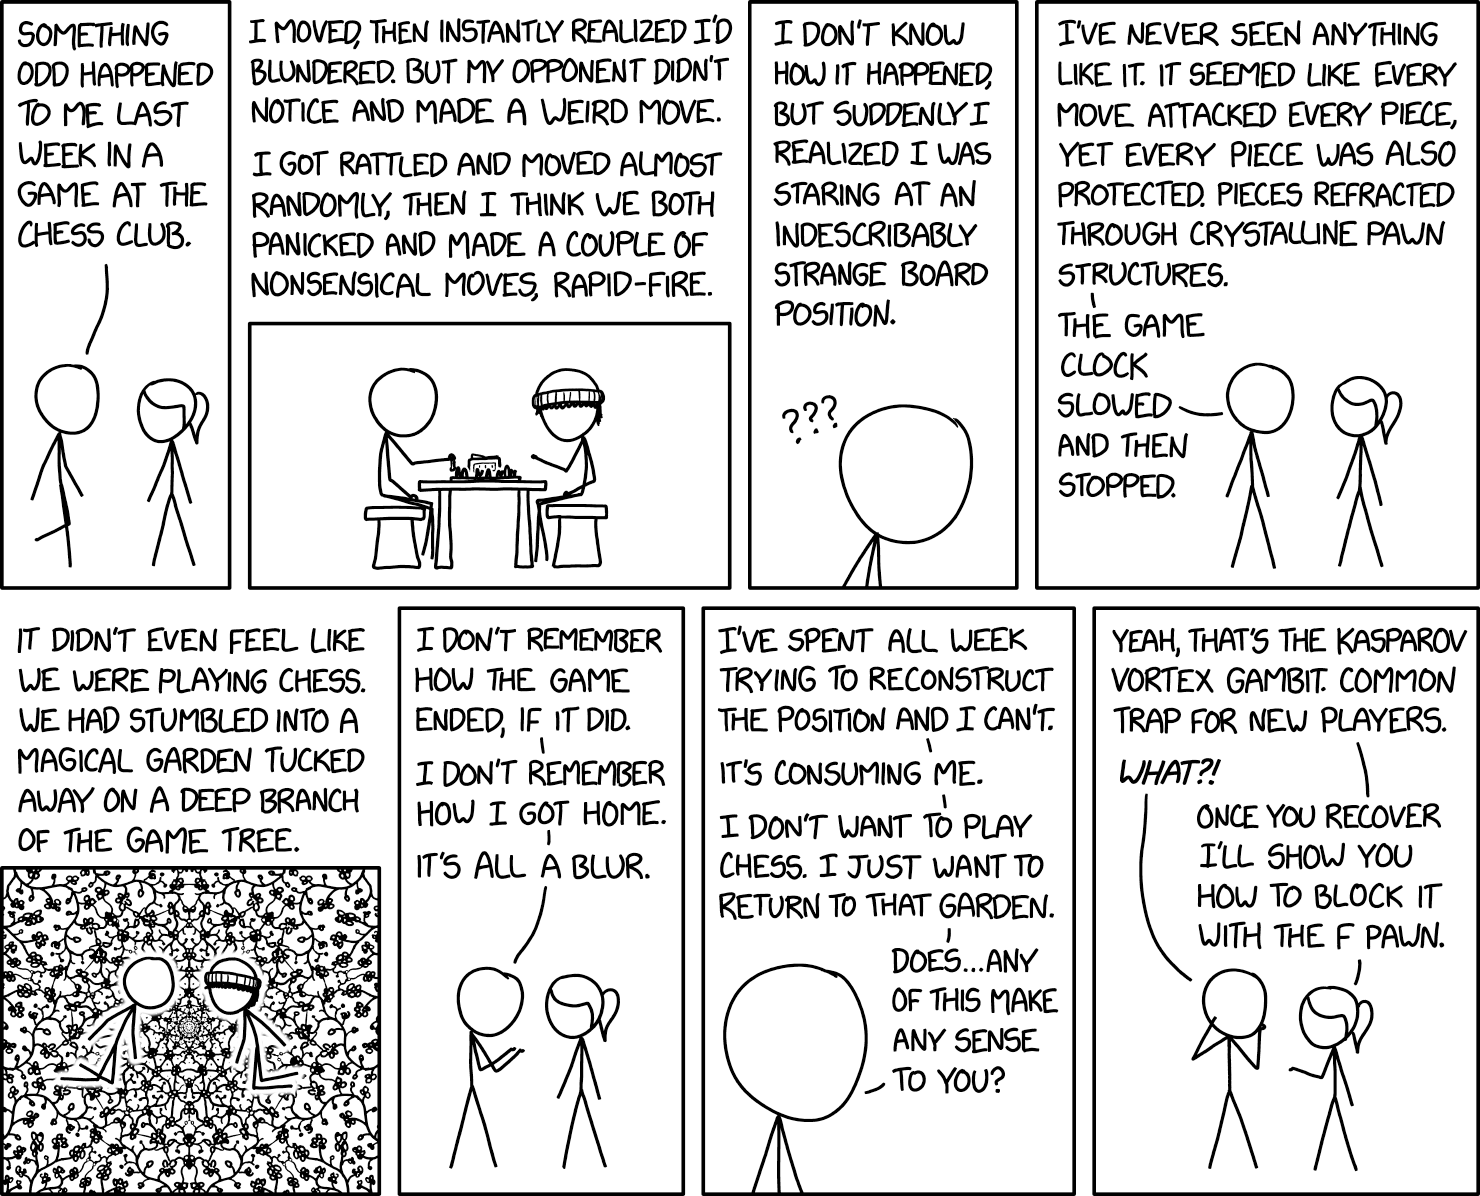 SOMETHING
ODD HAPPENED
TO ME LAST
WEEK IN A
GAME AT THE
CHESS CLUB.
I MOVED, THEN INSTANTLY REALIZED I'D
BLUNDERED. BUT MY OPPONENT DIDN'T
NOTICE AND MADE A WEIRD MOVE.
I GOT RATTLED AND MOVED ALMOST
RANDOMLY, THEN I THINK WE BOTH
PANICKED AND MADE A COUPLE OF
NONSENSICAL MOVES, RAPID-FIRE.
I DON'T KNOW
HOW IT HAPPENED,
BUT SUDDENLY I
REALIZED I WAS
STARING AT AN
INDESCRIBABLY
STRANGE BOARD
POSITION.
???
I'VE NEVER SEEN ANYTHING
LIKE IT. IT SEEMED LIKE EVERY
MOVE ATTACKED EVERY PIECE,
YET EVERY PIECE WAS ALSO
PROTECTED. PIECES REFRACTED
THROUGH CRYSTALLINE PAWN
STRUCTURES.
THE GAME
CLOCK
SLOWED
AND THEN
STOPPED.
IT DIDN'T EVEN FEEL LIKE
WE WERE PLAYING CHESS.
WE HAD STUMBLED INTO A
MAGICAL GARDEN TUCKED
AWAY ON A DEEP BRANCH
OF THE GAME TREE.
I DON'T REMEMBER
HOW THE GAME
ENDED, IF IT DID.
I DON'T REMEMBER
HOW I GOT HOME.
IT'S ALL A BLUR.
I'VE SPENT ALL WEEK
TRYING TO RECONSTRUCT
THE POSITION AND I CAN'T.
IT'S CONSUMING ME.
I DON'T WANT TO PLAY
CHESS. I JUST WANT TO
RETURN TO THAT GARDEN.
DOES...ANY
OF THIS MAKE
ANY SENSE
TO YOU?
YEAH, THAT'S THE KASPAROV
VORTEX GAMBIT. COMMON
TRAP FOR NEW PLAYERS.
WHAT?!
ONCE YOU RECOVER
I'LL SHOW YOU
HOW TO BLOCK IT
WITH THE F PAWN.